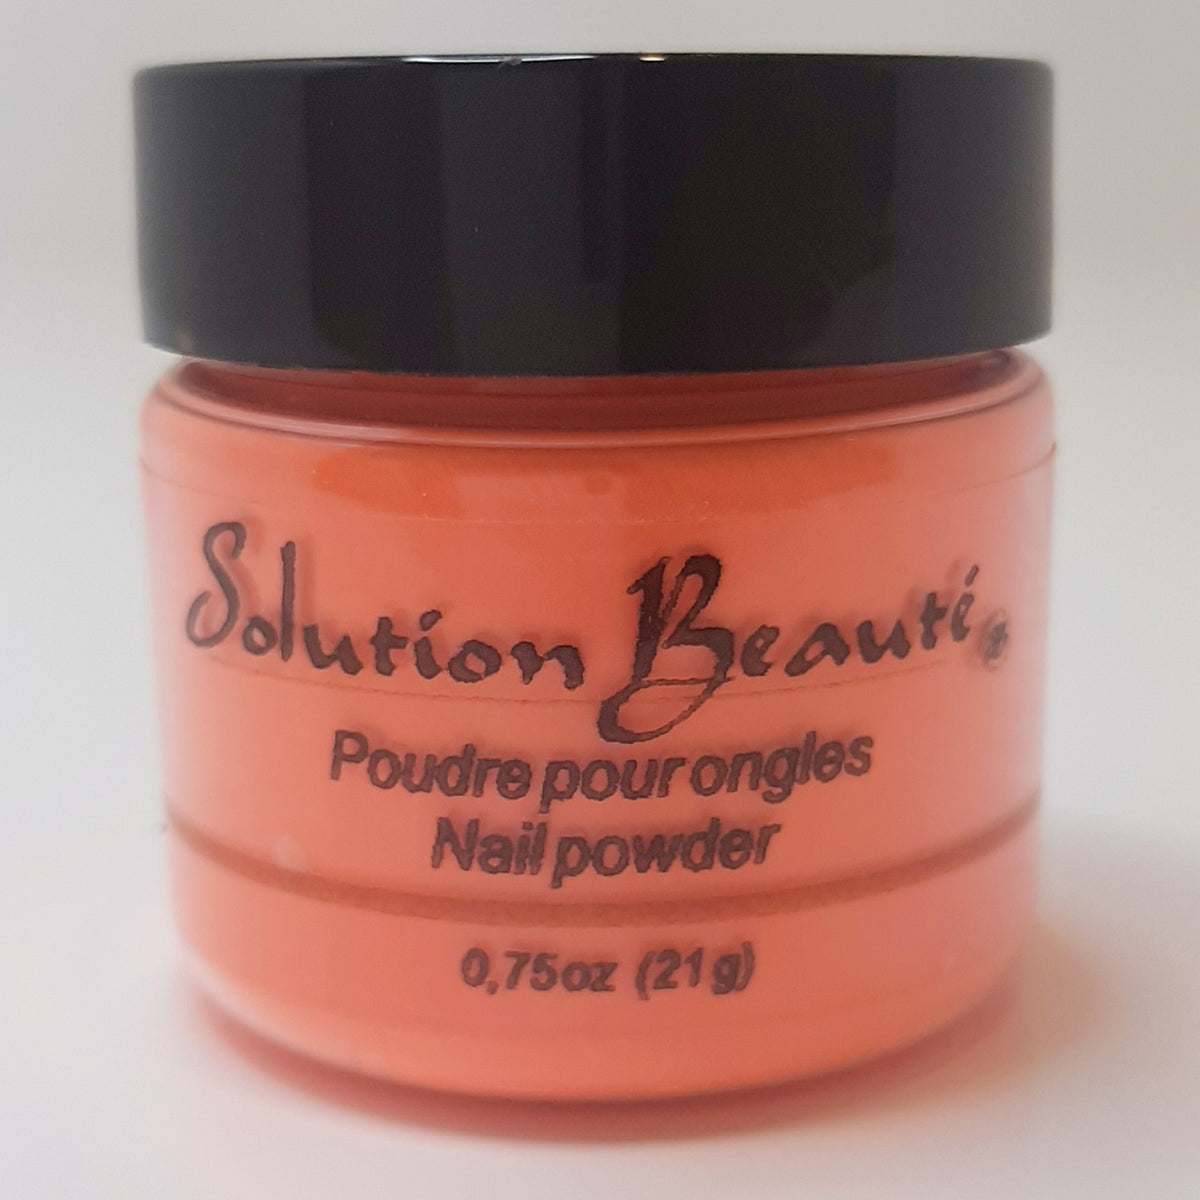 Solution Beauté
Poudre pour ongles
Nail powder
0,75oz (21g)